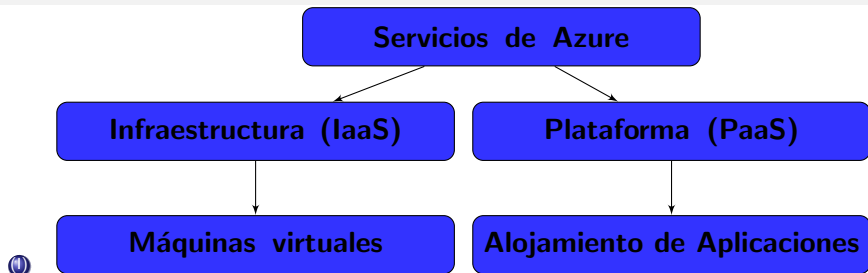 Servicios de Azure
Infraestructura (IaaS)
Plataforma (PaaS)
Máquinas virtuales
Alojamiento de Aplicaciones